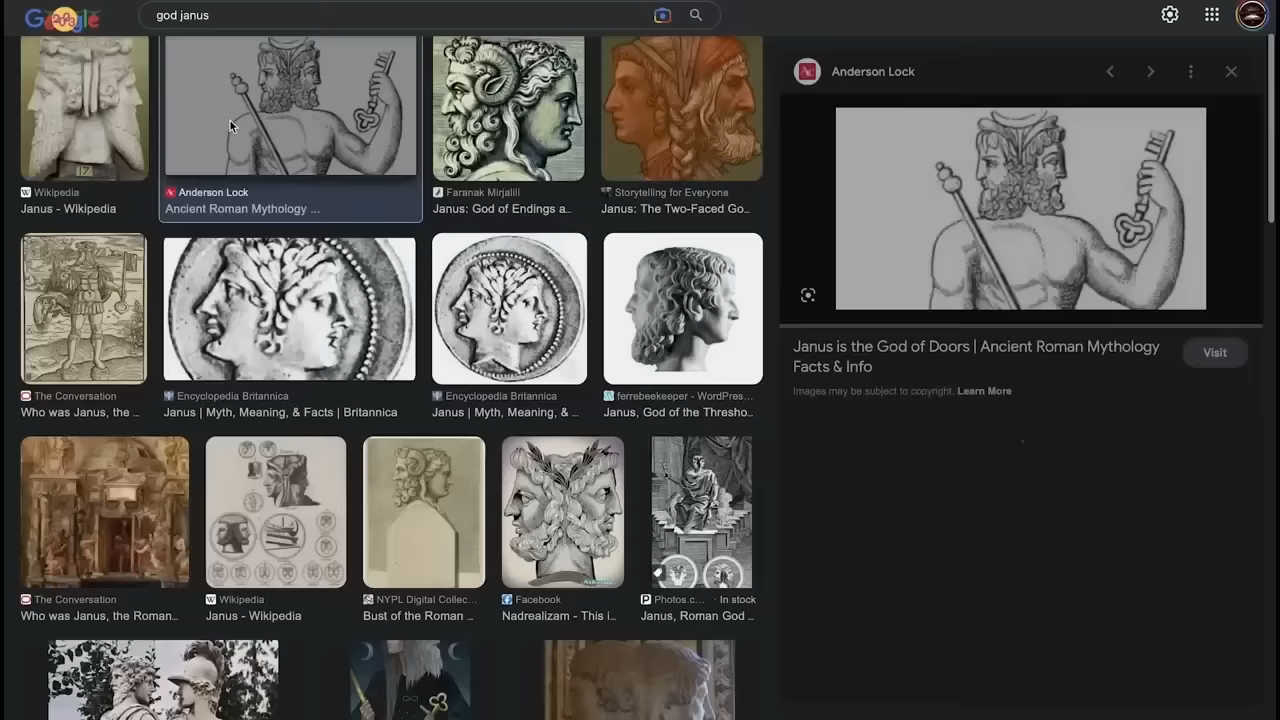 Google
god janus
Wikipedia
Janus - Wikipedia
Anderson Lock
Ancient Roman Mythology ...
Faranak Mirjalili
Janus: God of Endings a...
Storytelling for Everyone
Janus: The Two-Faced Go...
The Conversation
Who was Janus, the ...
Encyclopedia Britannica
Janus | Myth, Meaning, & Facts | Britannica
Encyclopedia Britannica
Janus | Myth, Meaning, & ...
ferrebeekeeper - WordPres...
Janus, God of the Thresho...
The Conversation
Who was Janus, the Roman...
Wikipedia
Janus - Wikipedia
NYPL Digital Collec...
Bust of the Roman ...
Facebook
Nadrealizam - This i...
Photos.c... · In stock
Janus, Roman God ...
Anderson Lock
Janus is the God of Doors | Ancient Roman Mythology
Facts & Info
Visit
Images may be subject to copyright. Learn More